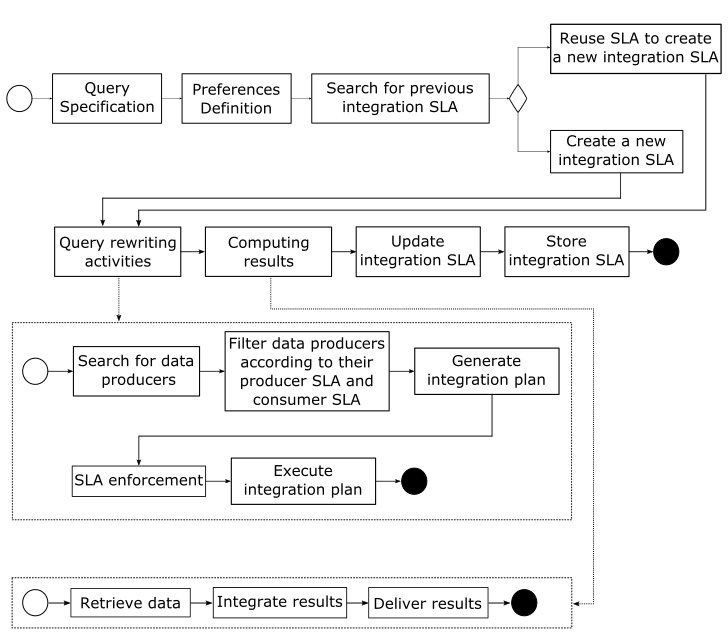 Reuse SLA to create
a new integration SLA
Query
Specification
Preferences
Definition
Search for previous
integration SLA
Create a new
integration SLA
Query rewriting
activities
Computing
results
Update
integration SLA
Store
integration SLA
Search for data
producers
Filter data producers
according to their
producer SLA and
consumer SLA
Generate
integration plan
SLA enforcement
Execute
integration plan
Retrieve data
Integrate results
Deliver results